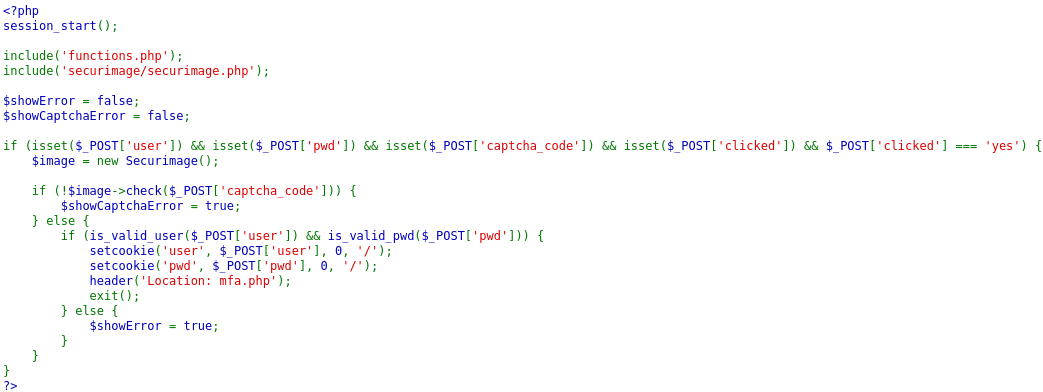 <?php
session_start();

include('functions.php');
include('securimage/securimage.php');

$showError = false;
$showCaptchaError = false;

if (isset($_POST['user']) && isset($_POST['pwd']) && isset($_POST['captcha_code']) && isset($_POST['clicked']) && $_POST['clicked'] === 'yes') {
    $image = new Securimage();

    if (!$image->check($_POST['captcha_code'])) {
        $showCaptchaError = true;
    } else {
        if (is_valid_user($_POST['user']) && is_valid_pwd($_POST['pwd'])) {
            setcookie('user', $_POST['user'], 0, '/');
            setcookie('pwd', $_POST['pwd'], 0, '/');
            header('Location: mfa.php');
            exit();
        } else {
            $showError = true;
        }
    }
}
?>